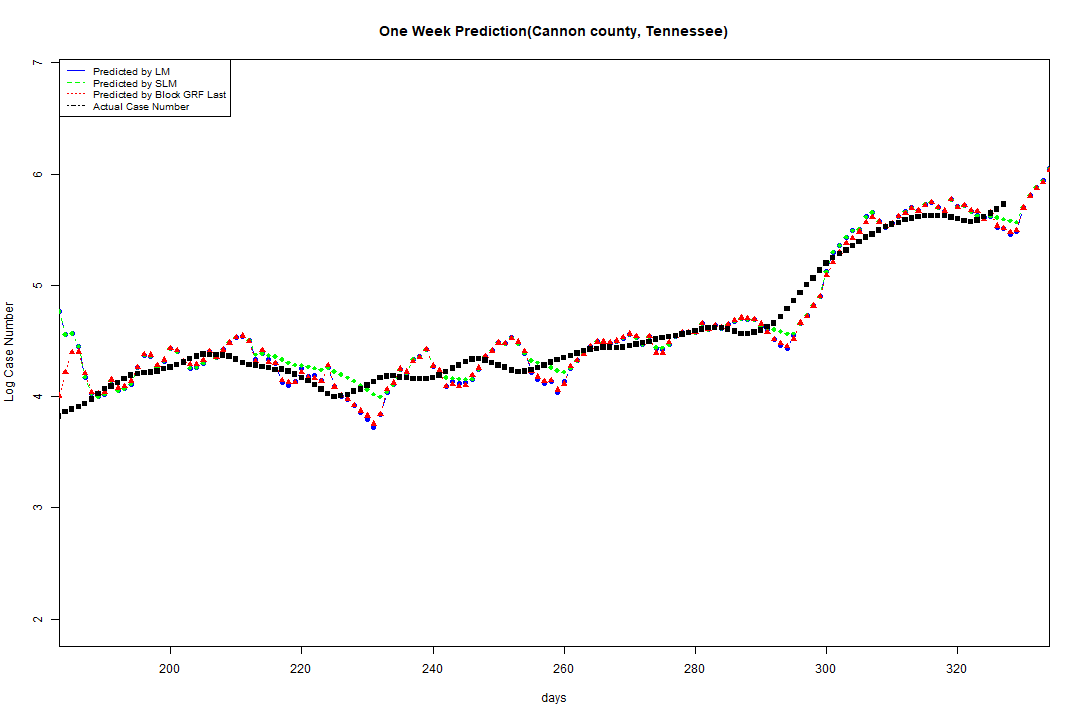 One Week Prediction(Cannon county, Tennessee)
Predicted by LM
Predicted by SLM
Predicted by Block GRF Last
Actual Case Number
7
6
5
4
3
2
Log Case Number
200 220 240 260 280 300 320
days